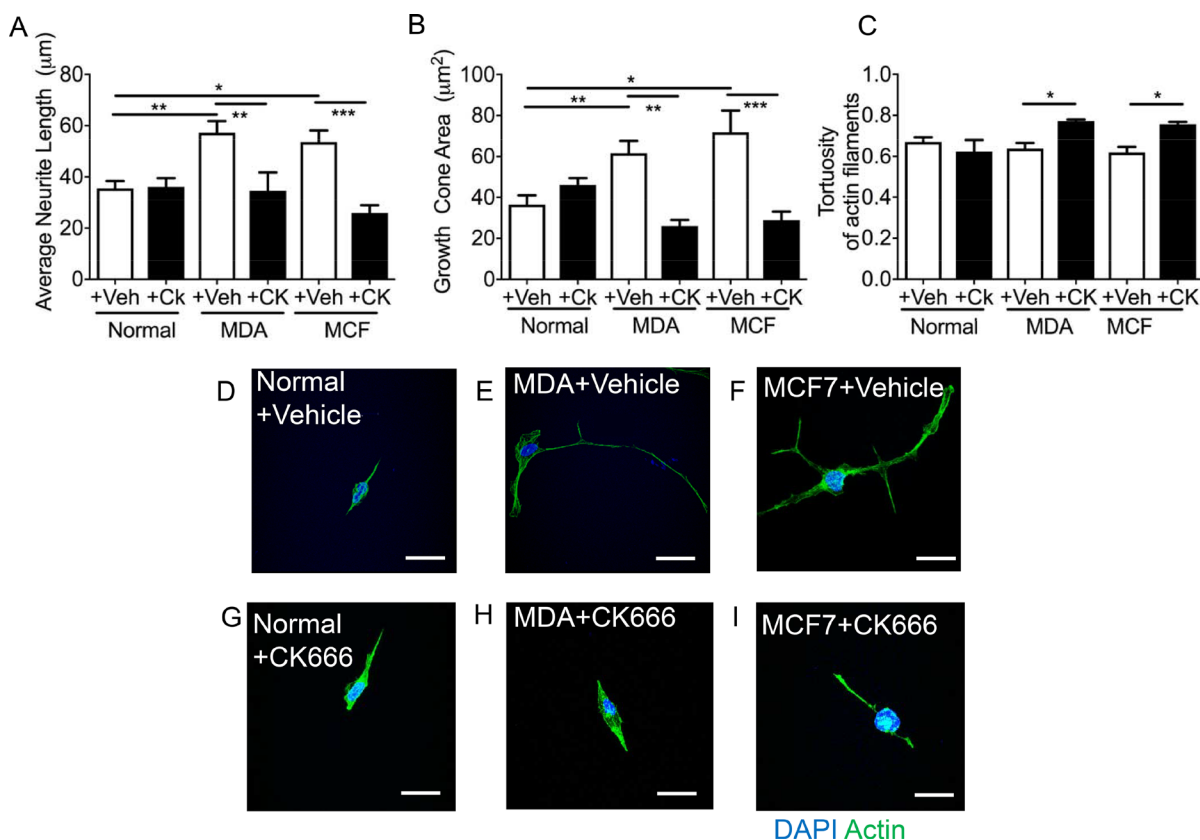 A
Average Neurite Length (μm)
80
60
40
20
0
*
**
**
***
+Veh +Ck +Veh +CK +Veh +CK
Normal MDA MCF
B
Growth Cone Area (μm²)
100
80
60
40
20
0
*
**
**
***
+Veh +Ck +Veh +CK +Veh +CK
Normal MDA MCF
C
Tortuosity
of actin filaments
1.0
0.8
0.6
0.4
0.2
0.0
*
*
+Veh +Ck +Veh +CK +Veh +CK
Normal MDA MCF
D
Normal
+Vehicle
E
MDA+Vehicle
F
MCF7+Vehicle
G
Normal
+CK666
H
MDA+CK666
I
MCF7+CK666
DAPI Actin